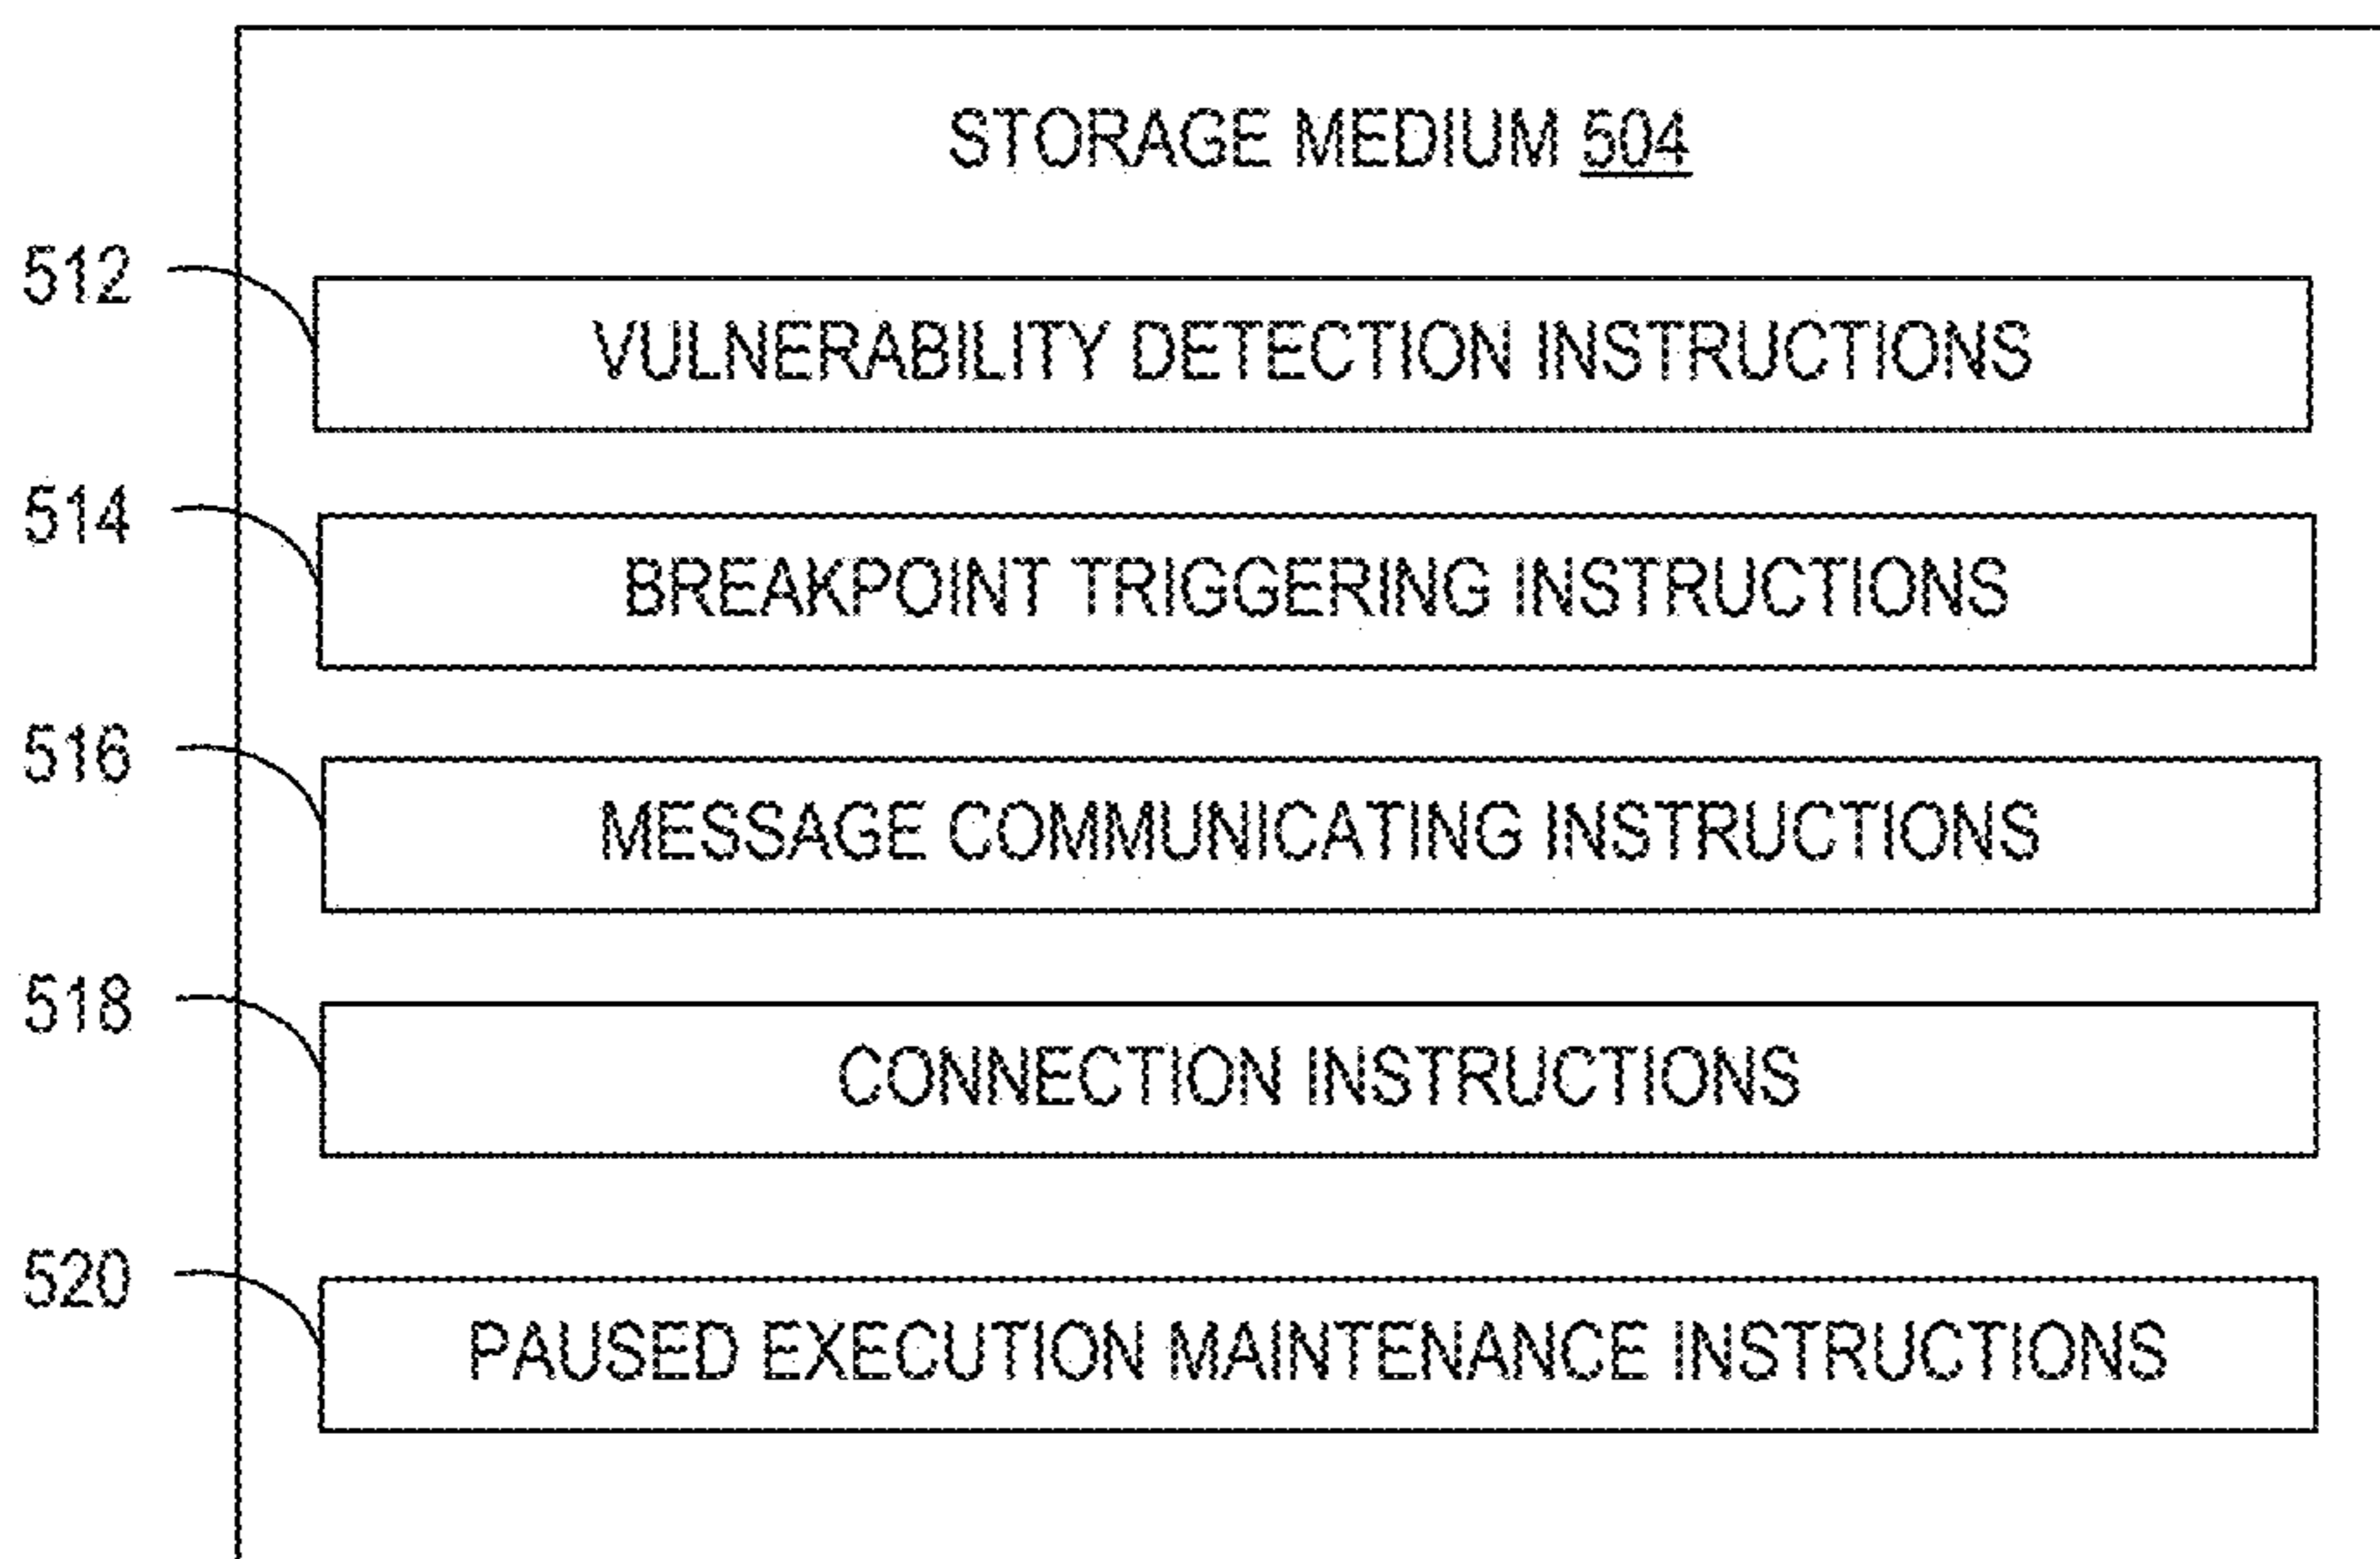 STORAGE MEDIUM 504
512
VULNERABILITY DETECTION INSTRUCTIONS
514
BREAKPOINT TRIGGERING INSTRUCTIONS
516
MESSAGE COMMUNICATING INSTRUCTIONS
518
CONNECTION INSTRUCTIONS
520
PAUSED EXECUTION MAINTENANCE INSTRUCTIONS